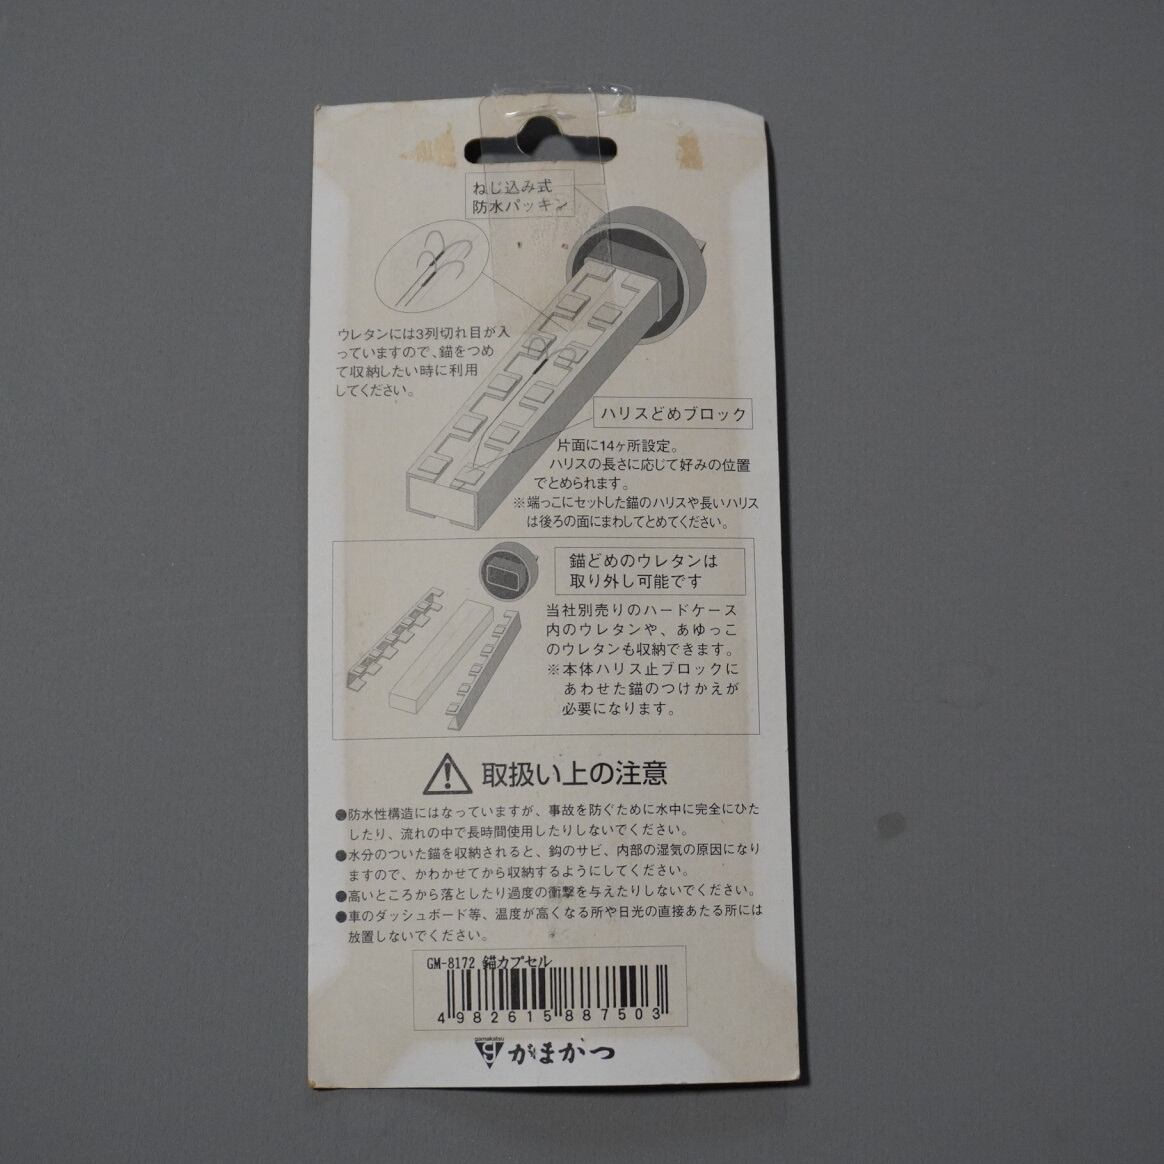 ねじ込み式
防水パッキン
ウレタンには3列切れ目が入
っていますので、錨をつめ
て収納したい時に利用
してください。
ハリスどめブロック
片面に14ヶ所設定。
ハリスの長さに応じて好みの位置
でとめられます。
※端っこにセットした錨のハリスや長いハリス
は後ろの面にまわしてとめてください。
錨どめのウレタンは
取り外し可能です
当社別売りのハードケース
内のウレタンや、あゆっこ
のウレタンも収納できます。
※本体ハリス止ブロックに
あわせた錨のつけかえが
必要になります。
取扱い上の注意
●防水性構造にはなっていますが、事故を防ぐために水中に完全にひた
したり、流れの中で長時間使用したりしないでください。
●水分のついた錨を収納されると、鈎のサビ、内部の湿気の原因になり
ますので、かわかせてから収納するようにしてください。
●高いところから落としたり過度の衝撃を与えたりしないでください。
●車のダッシュボード等、温度が高くなる所や日光の直接あたる所には
放置しないでください。
GM-8172 錨カプセル
4982615887503
gamakatsu
がまかつ